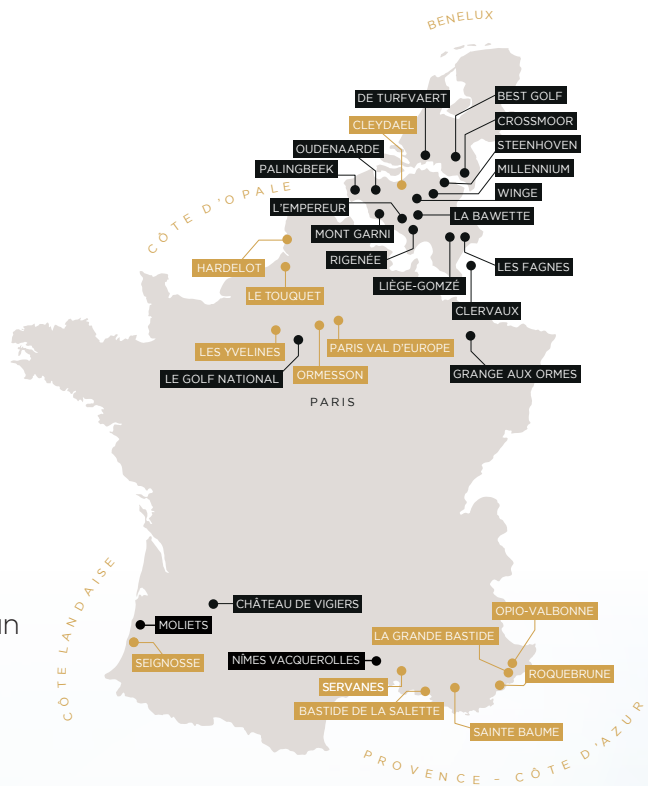 BENELUX
DE TURFVAERT
BEST GOLF
CLEYDAEL
CROSSMOOR
OUDENAARDE
STEENHOVEN
PALINGBEEK
MILLENNIUM
CÔTE D'OPALE
WINGE
L'EMPEREUR
LA BAWETTE
MONT GARNI
RIGENÉE
HARDELOT
LES FAGNES
LIÈGE-GOMZÉ
LE TOUQUET
CLERVAUX
LES YVELINES
PARIS VAL D'EUROPE
LE GOLF NATIONAL
ORMESSON
GRANGE AUX ORMES
PARIS
CÔTE LANDAISE
CHÂTEAU DE VIGIERS
OPIO-VALBONNE
MOLIETS
LA GRANDE BASTIDE
SEIGNOSSE
NÎMES VACQUEROLLES
ROQUEBRUNE
SERVANES
BASTIDE DE LA SALETTE
SAINTE BAUME
PROVENCE - CÔTE D'AZUR